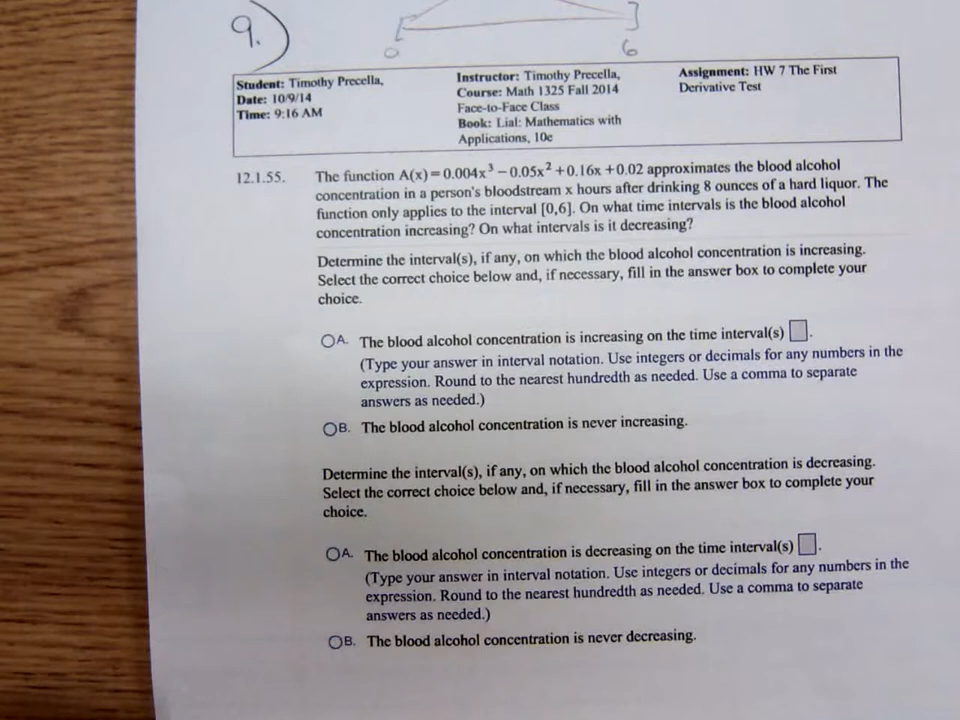 9.
0
6
Student: Timothy Precella,
Date: 10/9/14
Time: 9:16 AM
Instructor: Timothy Precella,
Course: Math 1325 Fall 2014
Face-to-Face Class
Book: Lial: Mathematics with
Applications, 10e
Assignment: HW 7 The First
Derivative Test
12.1.55. The function A(x) = 0.004x³ − 0.05x² + 0.16x + 0.02 approximates the blood alcohol
concentration in a person's bloodstream x hours after drinking 8 ounces of a hard liquor. The
function only applies to the interval [0,6]. On what time intervals is the blood alcohol
concentration increasing? On what intervals is it decreasing?
Determine the interval(s), if any, on which the blood alcohol concentration is increasing.
Select the correct choice below and, if necessary, fill in the answer box to complete your
choice.
A. The blood alcohol concentration is increasing on the time interval(s) .
(Type your answer in interval notation. Use integers or decimals for any numbers in the
expression. Round to the nearest hundredth as needed. Use a comma to separate
answers as needed.)
B. The blood alcohol concentration is never increasing.
Determine the interval(s), if any, on which the blood alcohol concentration is decreasing.
Select the correct choice below and, if necessary, fill in the answer box to complete your
choice.
A. The blood alcohol concentration is decreasing on the time interval(s) .
(Type your answer in interval notation. Use integers or decimals for any numbers in the
expression. Round to the nearest hundredth as needed. Use a comma to separate
answers as needed.)
B. The blood alcohol concentration is never decreasing.